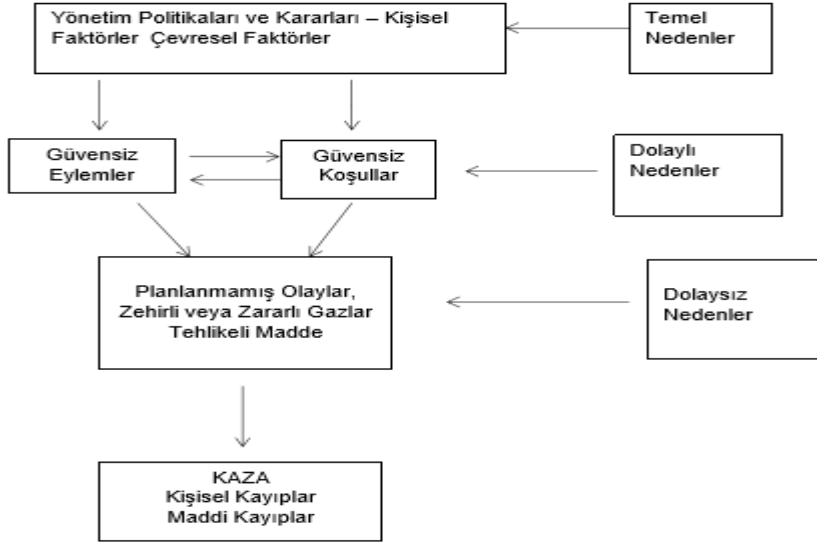 Yönetim Politikaları ve Kararları – Kişisel
Faktörler Çevresel Faktörler
Temel
Nedenler
Güvensiz
Eylemler
Güvensiz
Koşullar
Dolaylı
Nedenler
Planlanmamış Olaylar,
Zehirli veya Zararlı Gazlar
Tehlikeli Madde
Dolaysız
Nedenler
KAZA
Kişisel Kayıplar
Maddi Kayıplar